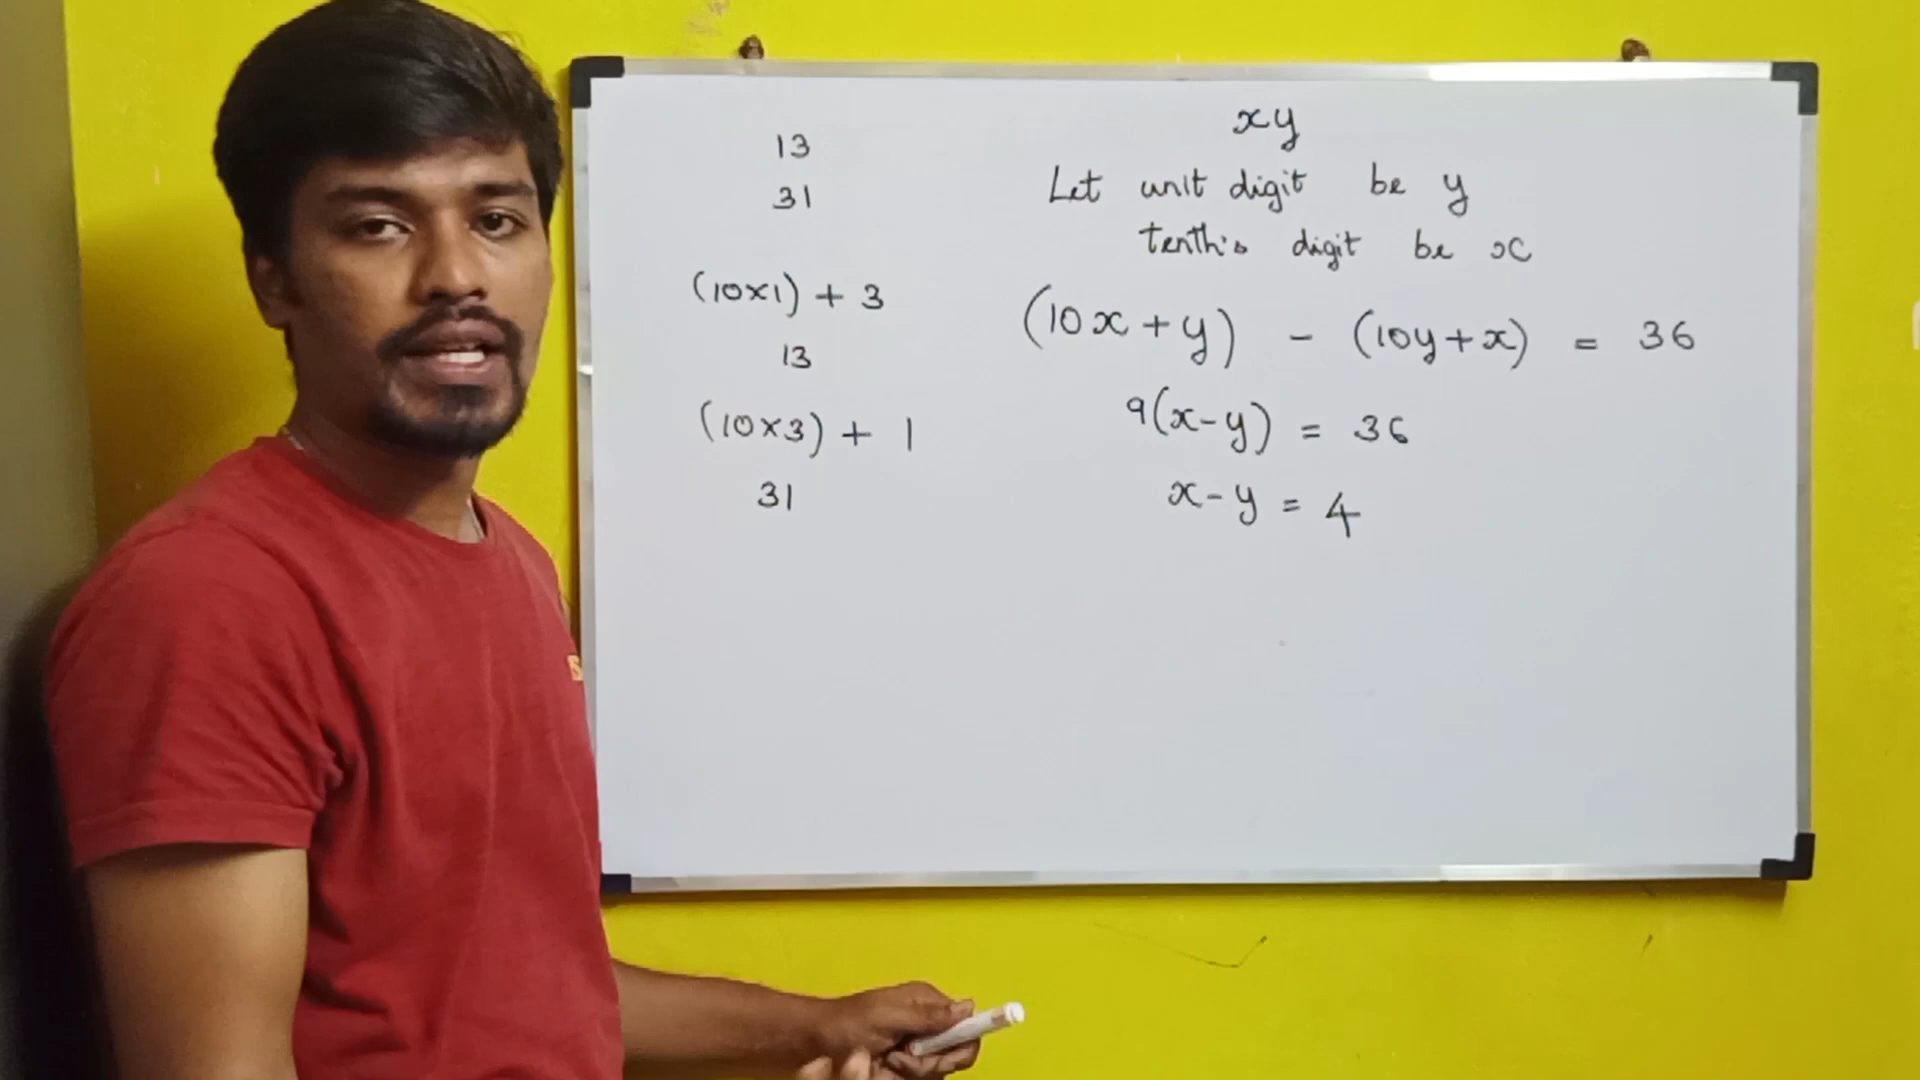 13
31
(10×1) + 3
13
(10×3) + 1
31
xy
Let unit digit be y
tenth's digit be x
(10x+y) - (10y+x) = 36
9(x-y) = 36
x-y = 4